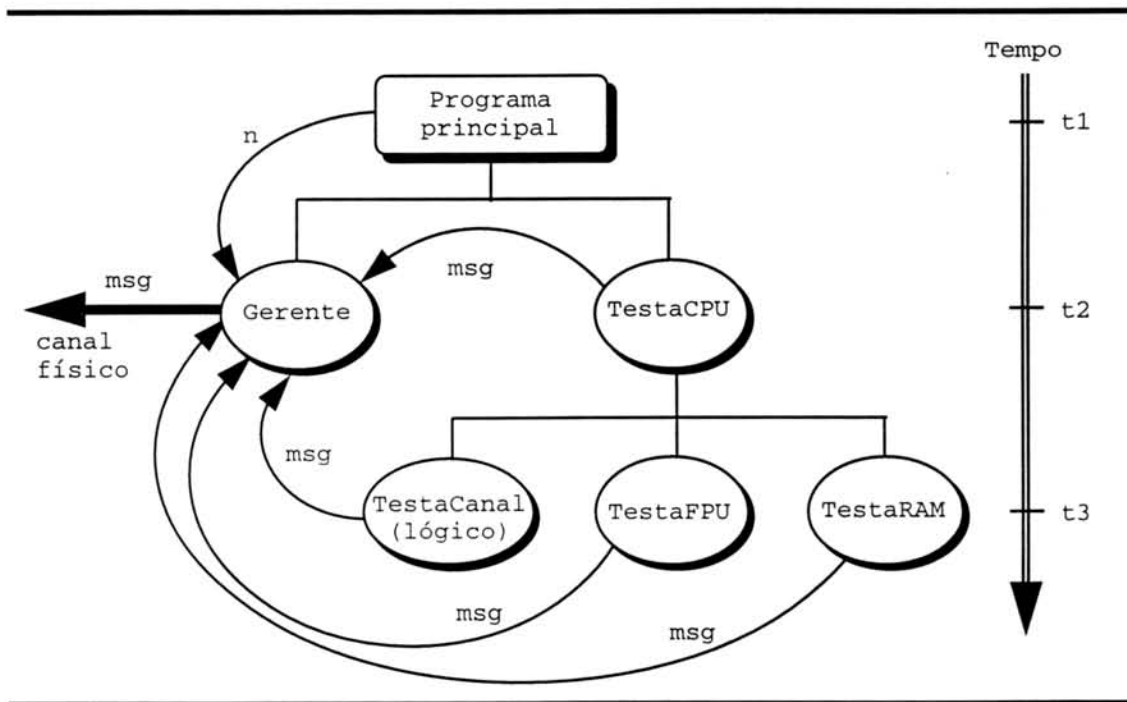 Tempo
Programa
principal
t1
n
msg
msg
Gerente
TestaCPU
t2
canal
físico
msg
TestaCanal
(lógico)
TestaFPU
TestaRAM
t3
msg
msg